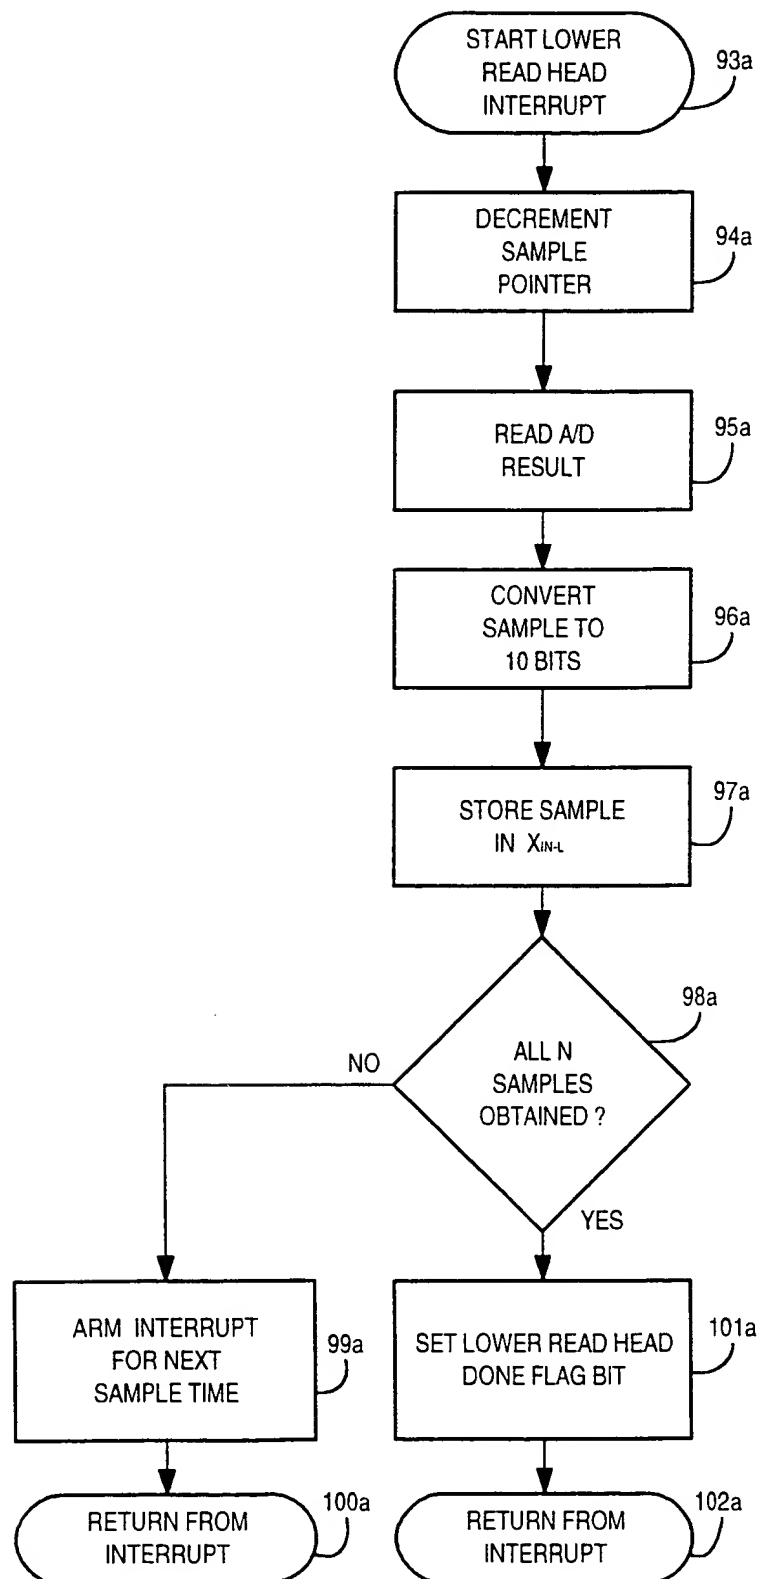 START LOWER
READ HEAD
INTERRUPT
93a
DECREMENT
SAMPLE
POINTER
94a
READ A/D
RESULT
95a
CONVERT
SAMPLE TO
10 BITS
96a
STORE SAMPLE
IN XIN-L
97a
98a
ALL N
SAMPLES
OBTAINED ?
NO
YES
ARM INTERRUPT
FOR NEXT
SAMPLE TIME
99a
SET LOWER READ HEAD
DONE FLAG BIT
101a
RETURN FROM
INTERRUPT
100a
RETURN FROM
INTERRUPT
102a